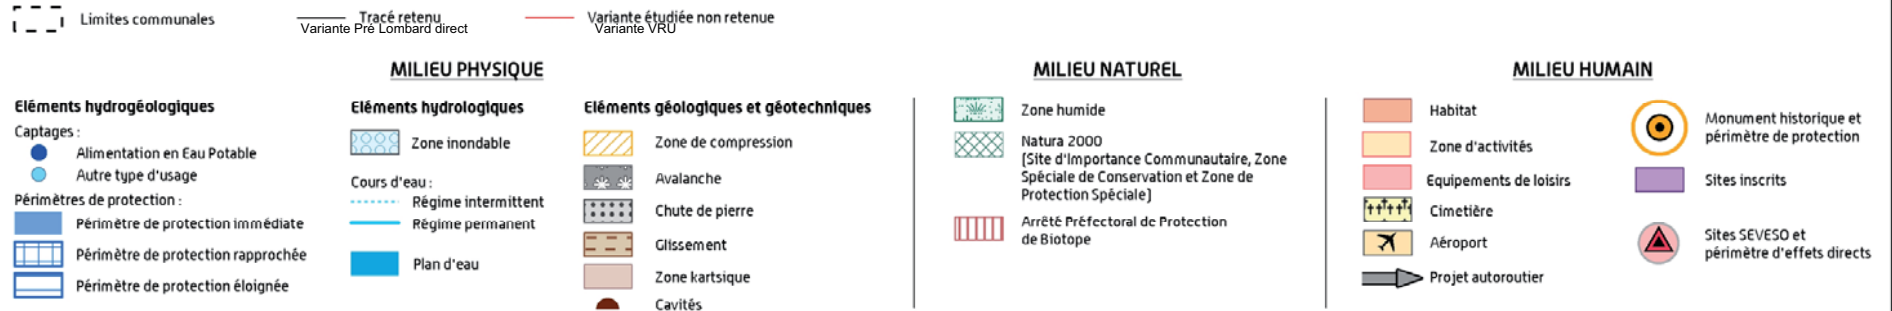 Limites communales
Tracé retenu
Variante Pré Lombard direct
Variante étudiée non retenue
Variante VRU
MILIEU PHYSIQUE
Eléments hydrogéologiques
Captages :
Alimentation en Eau Potable
Autre type d'usage
Périmètres de protection :
Périmètre de protection immédiate
Périmètre de protection rapprochée
Périmètre de protection éloignée
Eléments hydrologiques
Zone inondable
Cours d'eau :
Régime intermittent
Régime permanent
Plan d'eau
Eléments géologiques et géotechniques
Zone de compression
Avalanche
Chute de pierre
Glissement
Zone kartsique
Cavités
MILIEU NATUREL
Zone humide
Natura 2000
(Site d'Importance Communautaire, Zone
Spéciale de Conservation et Zone de
Protection Spéciale)
Arrêté Préfectoral de Protection
de Biotope
MILIEU HUMAIN
Habitat
Zone d'activités
Equipements de loisirs
Cimetière
Aéroport
Projet autoroutier
Monument historique et
périmètre de protection
Sites inscrits
Sites SEVESO et
périmètre d'effets directs